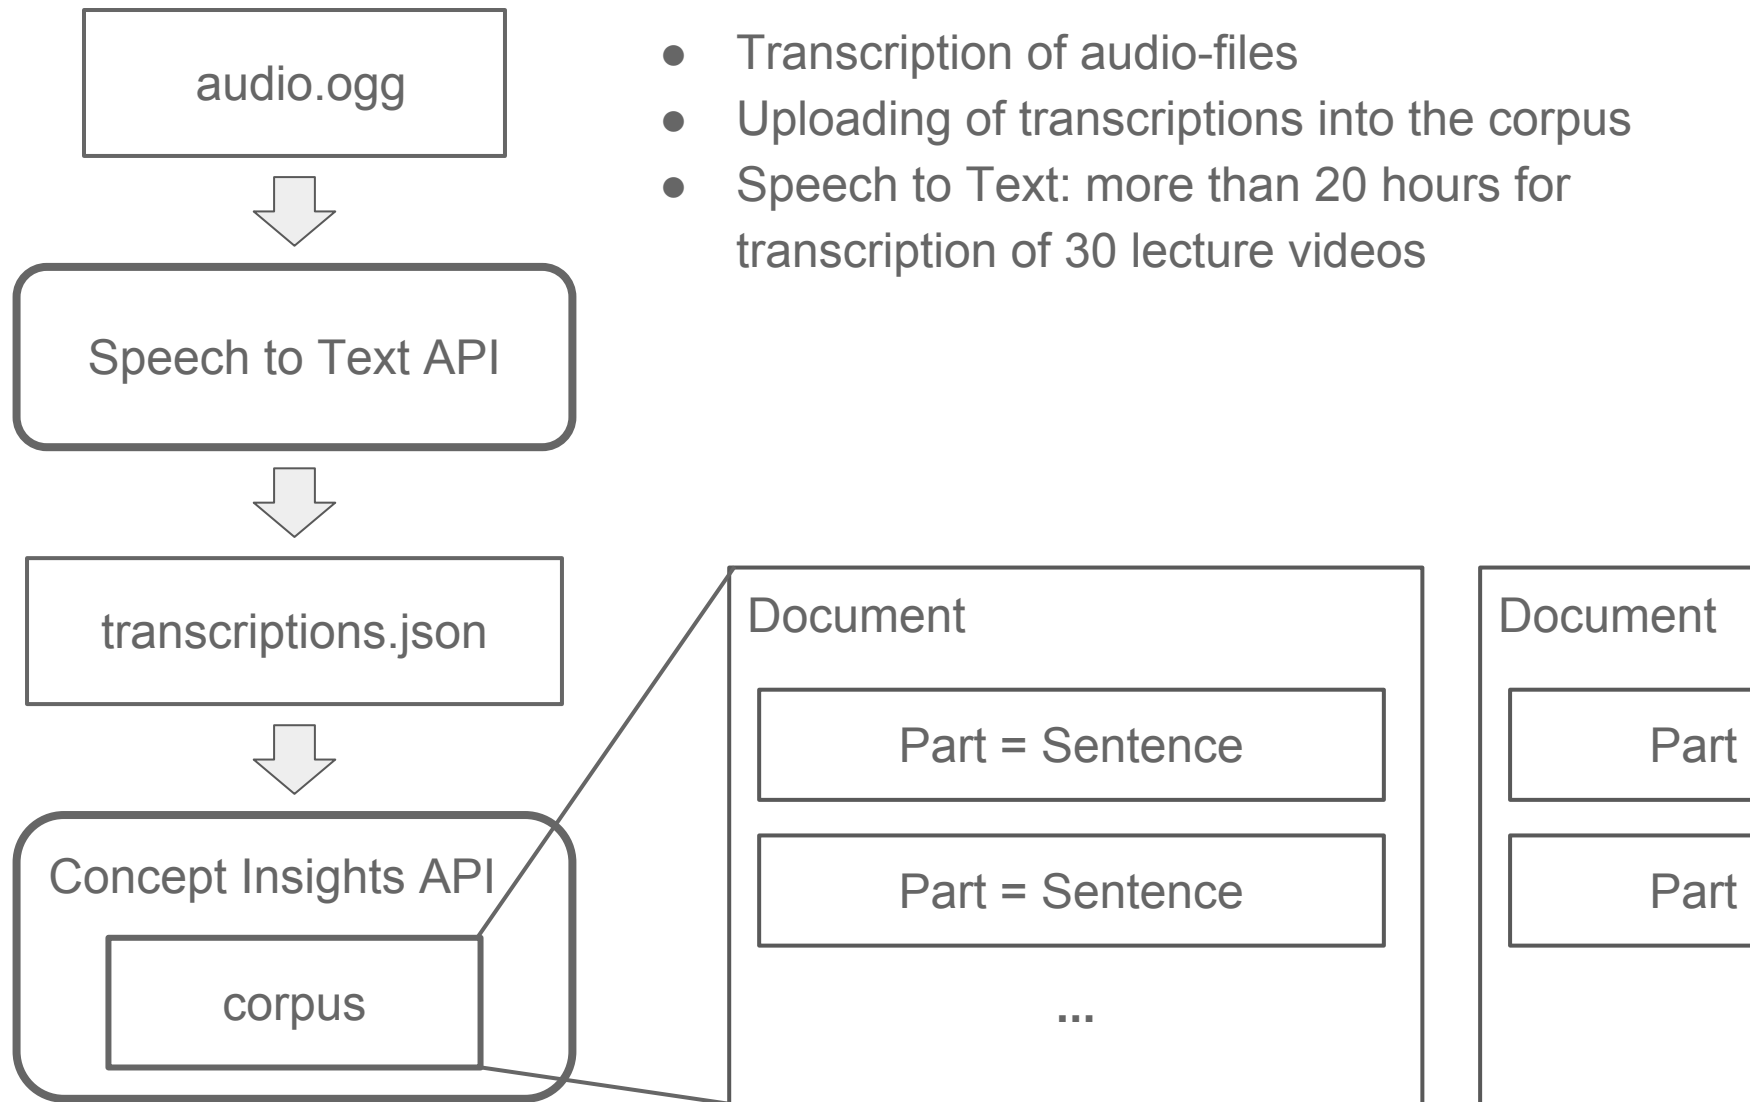 audio.ogg
Speech to Text API
transcriptions.json
Concept Insights API
corpus
● Transcription of audio-files
● Uploading of transcriptions into the corpus
● Speech to Text: more than 20 hours for
transcription of 30 lecture videos
Document
Part = Sentence
Part = Sentence
...
Document
Part
Part